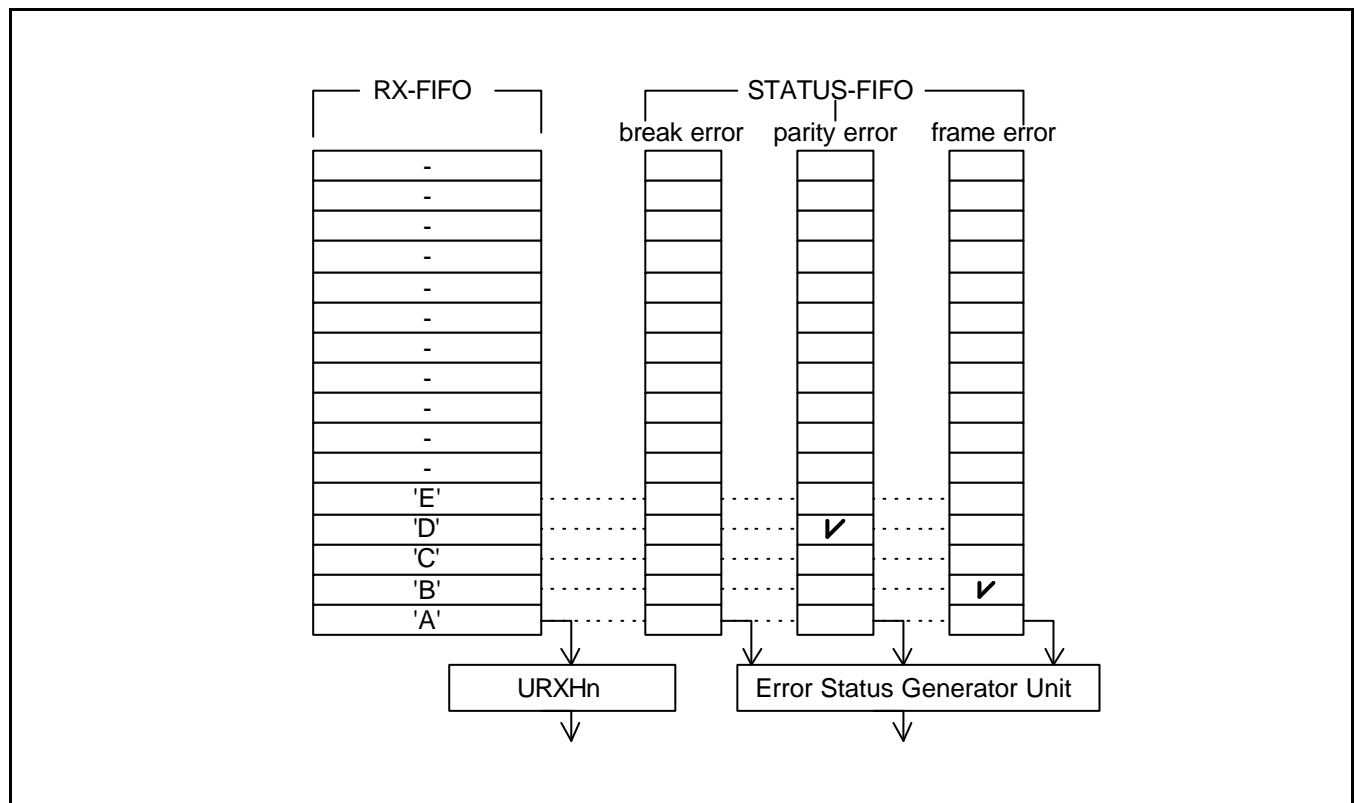 RX-FIFO
STATUS-FIFO
break error
parity error
frame error
-
-
-
-
-
-
-
-
-
-
-
'E'
'D'
'C'
'B'
'A'
URXHn
Error Status Generator Unit